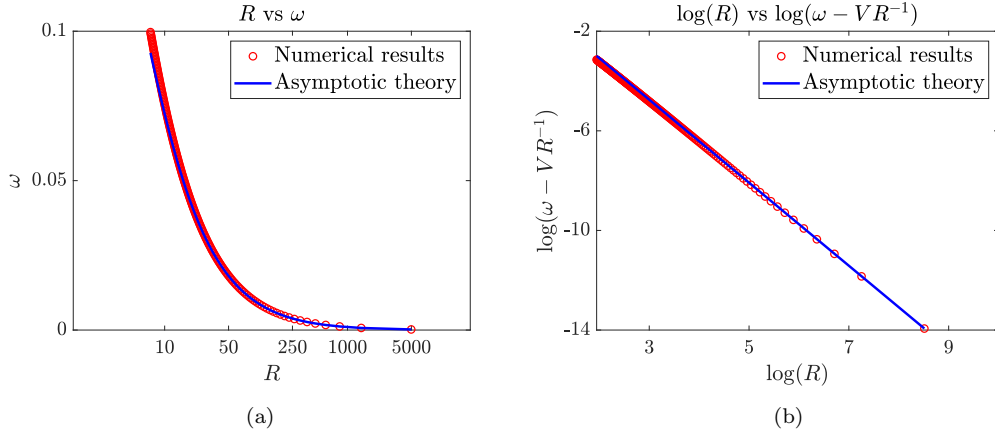 R vs ω
0.1
0.05
0
ω
Numerical results
Asymptotic theory
10 50 250 1000 5000
R
(a)
log(R) vs log(ω − VR⁻¹)
-2
-6
-10
-14
log(ω − VR⁻¹)
Numerical results
Asymptotic theory
3 5 7 9
log(R)
(b)